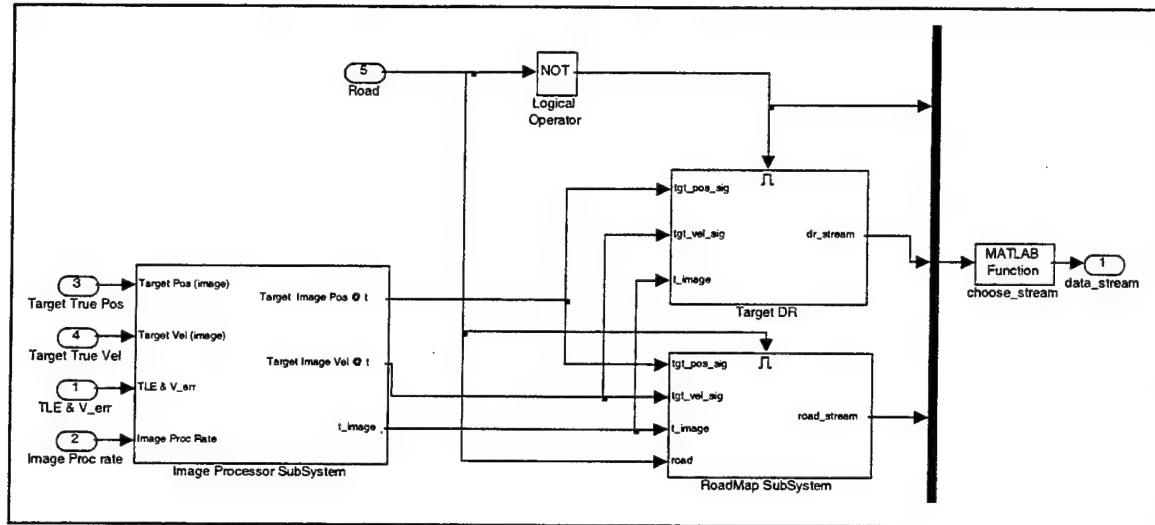 5
Road
NOT
Logical
Operator
tgt_pos_sig
tgt_vel_sig
dr_stream
t_image
Target DR
MATLAB
Function
choose_stream
1
data_stream
3
Target True Pos
4
Target True Vel
1
TLE & V_err
2
Image Proc rate
Target Pos (image)
Target Image Pos @ t
Target Vel (image)
Target Image Vel @ t
TLE & V_err
t_image
Image Proc Rate
Image Processor SubSystem
tgt_pos_sig
tgt_vel_sig
road_stream
t_image
road
RoadMap SubSystem